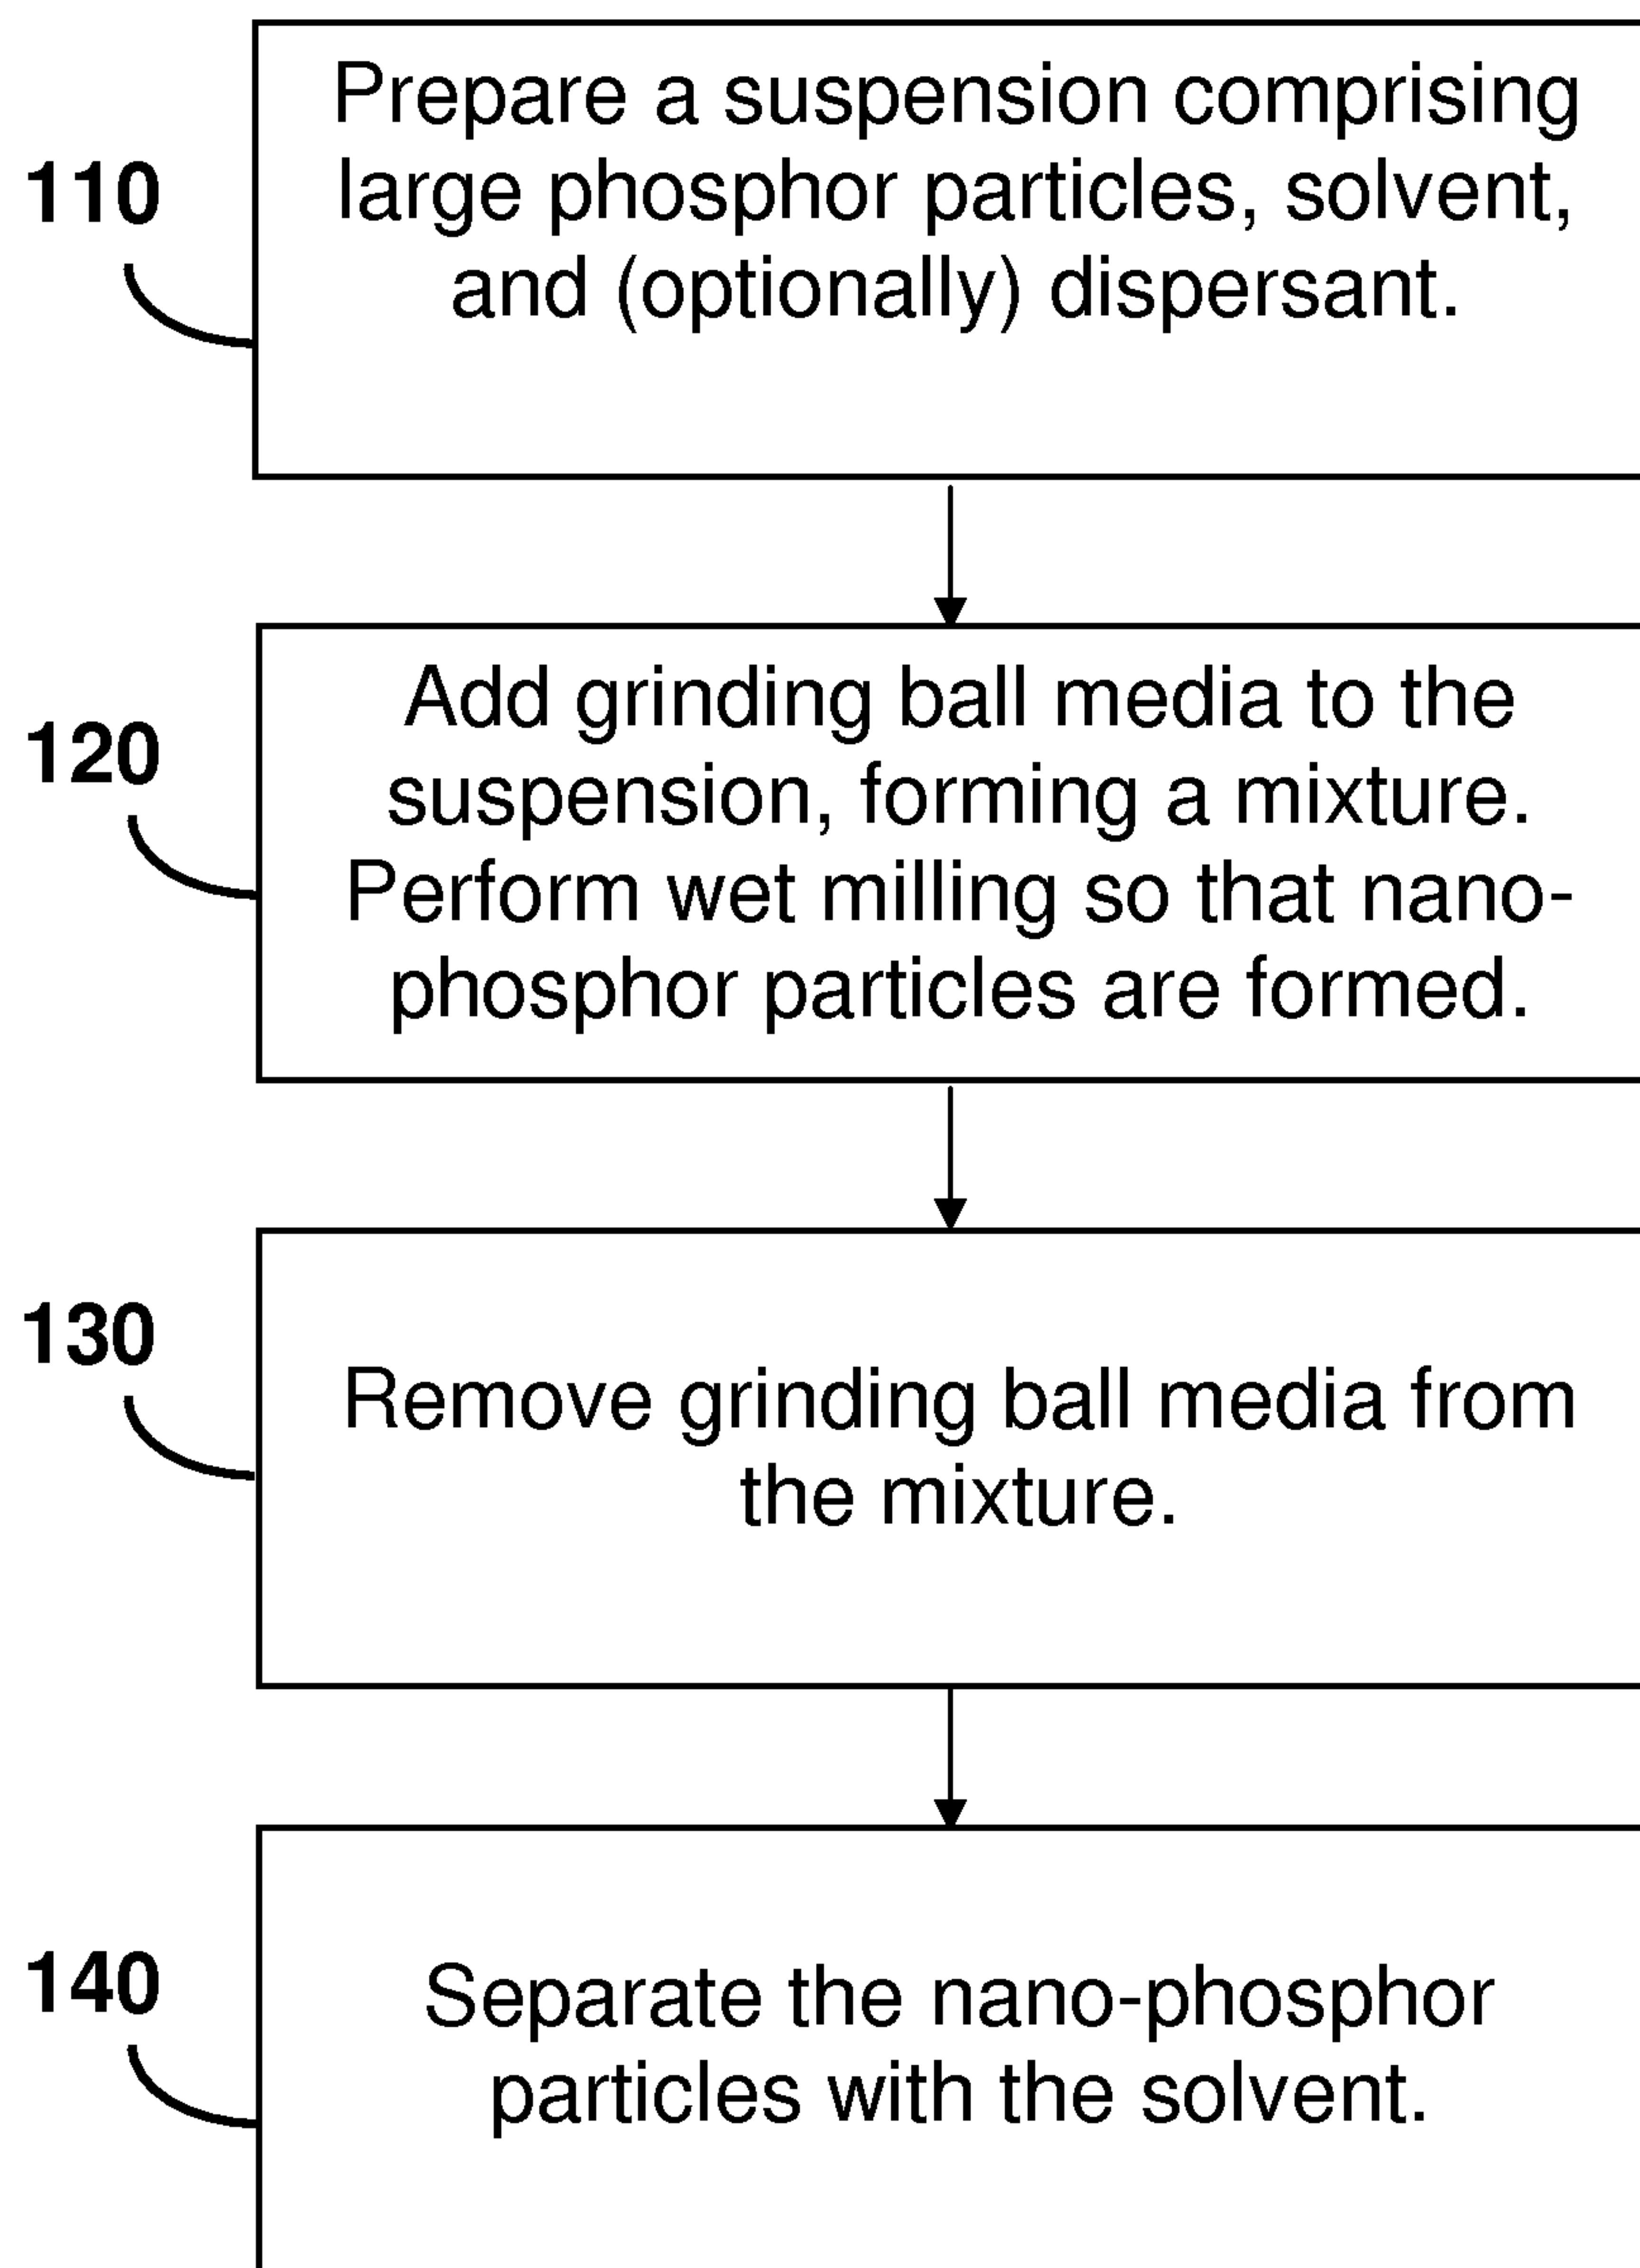 110
Prepare a suspension comprising
large phosphor particles, solvent,
and (optionally) dispersant.
120
Add grinding ball media to the
suspension, forming a mixture.
Perform wet milling so that nano-
phosphor particles are formed.
130
Remove grinding ball media from
the mixture.
140
Separate the nano-phosphor
particles with the solvent.